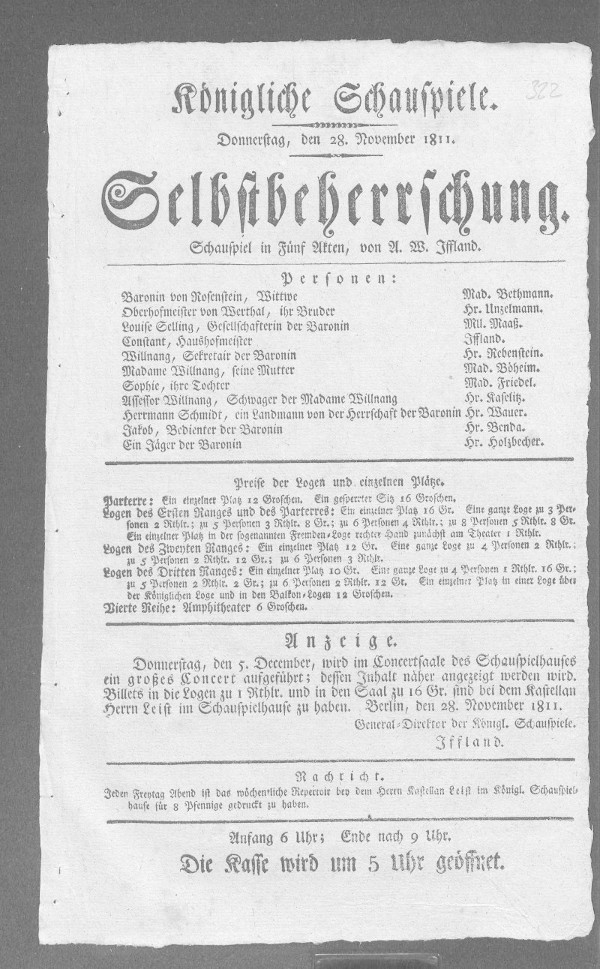 322
Königliche Schauspiele.
Donnerstag, den 28. November 1811.
Selbstbeherrschung.
Schauspiel in Fünf Akten, von A. W. Iffland.
Personen:
Baronin von Rosenstein, Wittwe Mad. Bethmann.
Oberhofmeister von Werthal, ihr Bruder Hr. Unzelmann.
Louise Selling, Gesellschafterin der Baronin Mll. Maaß.
Constant, Haushofmeister Iffland.
Willnang, Sekretair der Baronin Hr. Rebenstein.
Madame Willnang, seine Mutter Mad. Böheim.
Sophie, ihre Tochter Mad. Friedel.
Assessor Willnang, Schwager der Madame Willnang Hr. Kaselitz.
Herrmann Schmidt, ein Landmann von der Herrschaft der Baronin Hr. Wauer.
Jakob, Bedienter der Baronin Hr. Benda.
Ein Jäger der Baronin Hr. Holzbecher.
Preise der Logen und einzelnen Plätze.
Parterre: Ein einzelner Platz 12 Groschen. Ein gesperrter Sitz 16 Groschen.
Logen des Ersten Ranges und des Parterres: Ein einzelner Platz 16 Gr. Eine ganze Loge zu 3 Per-
sonen 2 Rthlr.; zu 5 Personen 3 Rthlr. 8 Gr.; zu 6 Personen 4 Rthlr.; zu 8 Personen 5 Rthlr. 8 Gr.
Ein einzelner Platz in der sogenannten Fremden-Loge rechter Hand zunächst am Theater 1 Rthlr.
Logen des Zweyten Ranges: Ein einzelner Platz 12 Gr. Eine ganze Loge zu 4 Personen 2 Rthlr.;
zu 5 Personen 2 Rthlr. 12 Gr.; zu 6 Personen 3 Rthlr.
Logen des Dritten Ranges: Ein einzelner Platz 10 Gr. Eine ganze Loge zu 4 Personen 1 Rthlr. 16 Gr.;
zu 5 Personen 2 Rthlr. 2 Gr.; zu 6 Personen 2 Rthlr. 12 Gr. Ein einzelner Platz in einer Loge über
der Königlichen Loge und in den Balkon-Logen 12 Groschen.
Vierte Reihe: Amphitheater 6 Groschen.
Anzeige.
Donnerstag, den 5. December, wird im Concertsaale des Schauspielhauses
ein großes Concert ausgeführt; dessen Inhalt näher angezeigt werden wird.
Billets in die Logen zu 1 Rthlr. und in den Saal zu 16 Gr. sind bei dem Kastellan
Herrn Leist im Schauspielhause zu haben. Berlin, den 28. November 1811.
General-Direktor der Königl. Schauspiele.
Iffland.
Nachricht.
Jeden Freytag Abend ist das wöchentliche Repertoir bey dem Herrn Kastellan Leist im Königl. Schauspiel-
hause für 8 Pfennige gedruckt zu haben.
Anfang 6 Uhr; Ende nach 9 Uhr.
Die Kasse wird um 5 Uhr geöffnet.